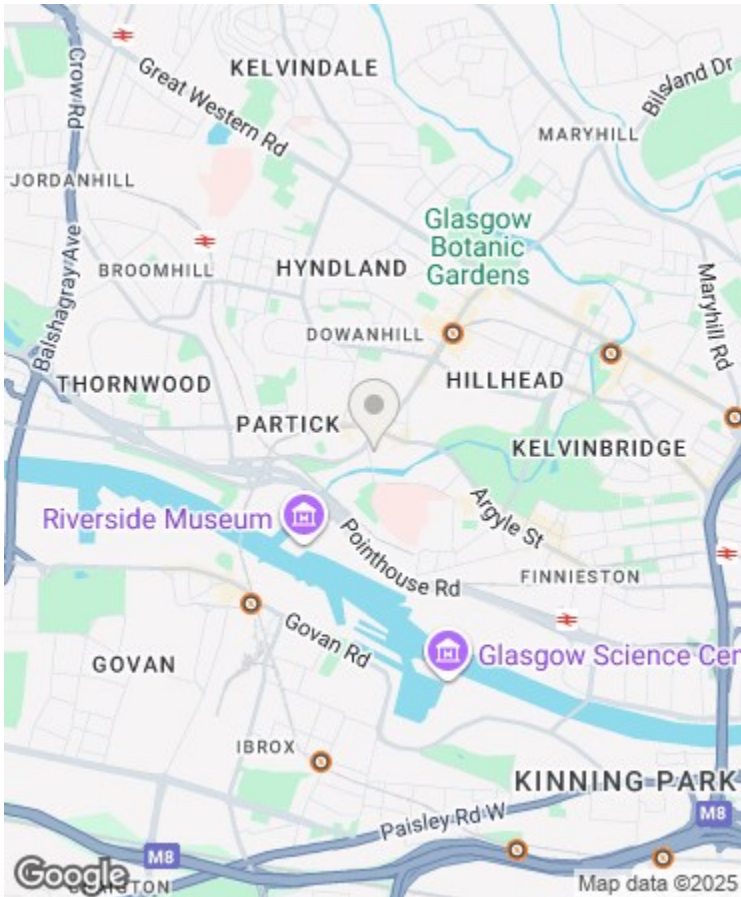 KELVINDALE
Great Western Rd
Crow Rd
Bilsland Dr
MARYHILL
JORDANHILL
Glasgow
Botanic
Gardens
BROOMHILL
HYNDLAND
Maryhill Rd
Balshagray Ave
DOWANHILL
THORNWOOD
HILLHEAD
PARTICK
KELVINBRIDGE
Argyle St
Riverside Museum
Pointhouse Rd
FINNIESTON
Govan Rd
GOVAN
Glasgow Science Cen
IBROX
KINNING PARK
Paisley Rd W
M8
M8
Google
Map data ©2025